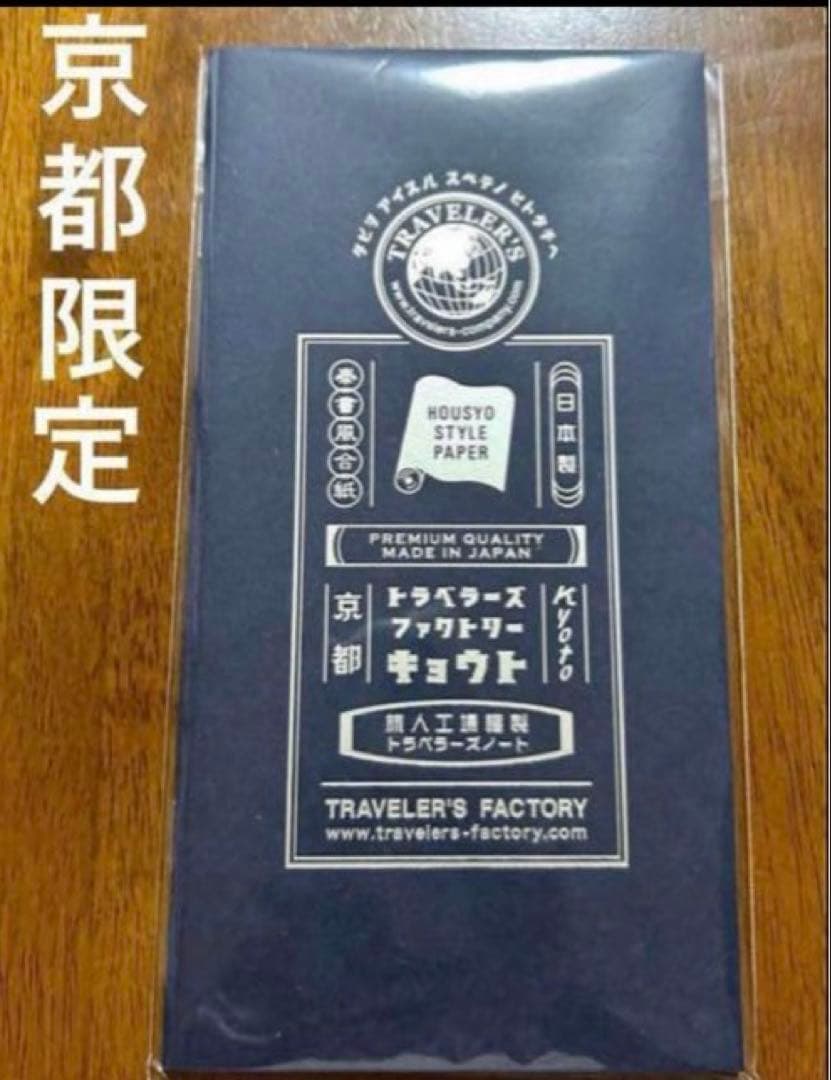 京都限定
タビヲ アイスル スベテノ ヒトタチヘ
TRAVELER'S
www.travelers-company.com
奉書風合紙
HOUSYO
STYLE
PAPER
日本製
PREMIUM QUALITY
MADE IN JAPAN
京都
トラベラーズ
ファクトリー
キョウト
Kyoto
旅人工場謹製
トラベラーズノート
TRAVELER'S FACTORY
www.travelers-factory.com